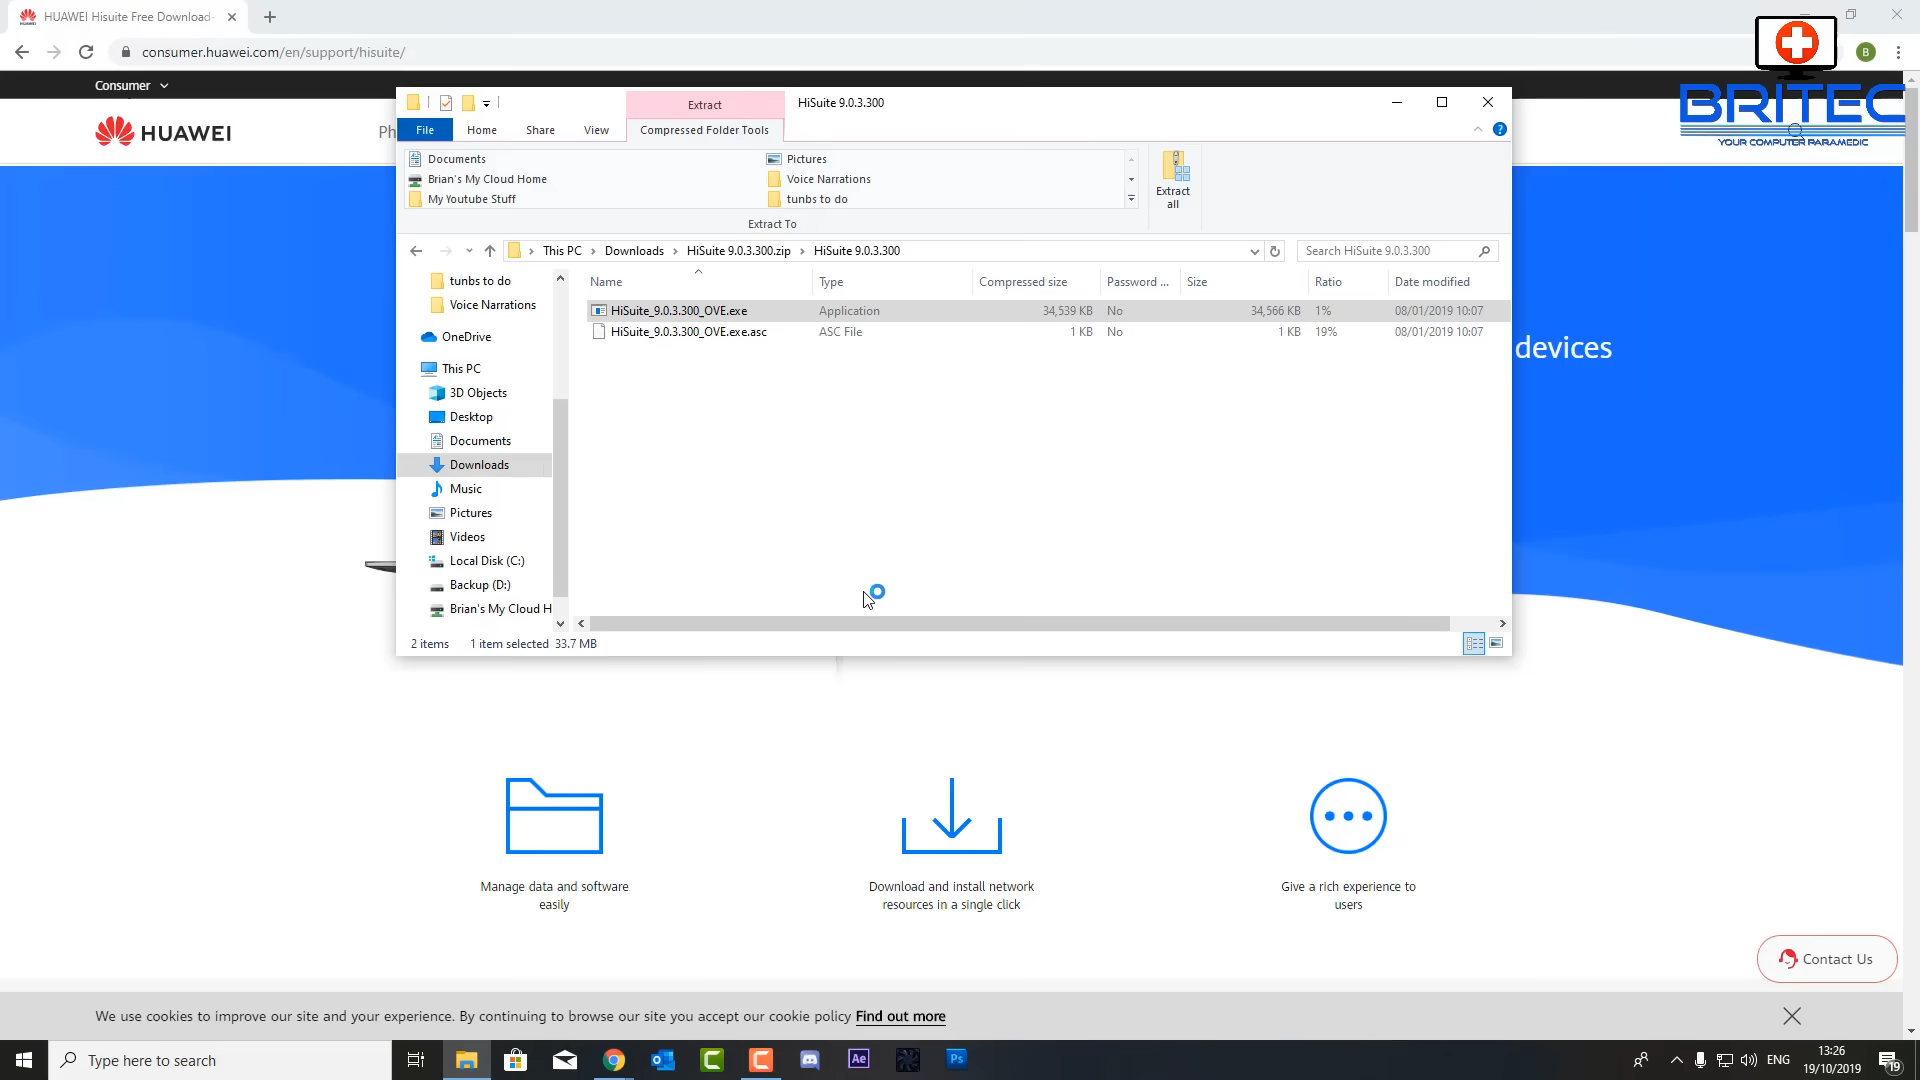 HUAWEI Hisuite Free Download-
consumer.huawei.com/en/support/hisuite/
B
Consumer
HUAWEI
Ph
BRITEC
YOUR COMPUTER PARAMEDIC
Extract
HiSuite 9.0.3.300
File
Home
Share
View
Compressed Folder Tools
Documents
Pictures
Brian's My Cloud Home
Voice Narrations
My Youtube Stuff
tunbs to do
Extract To
Extract
all
This PC
Downloads
HiSuite 9.0.3.300.zip
HiSuite 9.0.3.300
Search HiSuite 9.0.3.300
Name
Type
Compressed size
Password ...
Size
Ratio
Date modified
HiSuite_9.0.3.300_OVE.exe
Application
34,539 KB
No
34,566 KB
1%
08/01/2019 10:07
HiSuite_9.0.3.300_OVE.exe.asc
ASC File
1 KB
No
1 KB
19%
08/01/2019 10:07
tunbs to do
Voice Narrations
OneDrive
This PC
3D Objects
Desktop
Documents
Downloads
Music
Pictures
Videos
Local Disk (C:)
Backup (D:)
Brian's My Cloud H
2 items
1 item selected 33.7 MB
devices
Manage data and software
easily
Download and install network
resources in a single click
Give a rich experience to
users
Contact Us
We use cookies to improve our site and your experience. By continuing to browse our site you accept our cookie policy Find out more
Type here to search
Ae
Ps
ENG
13:26
19/10/2019
19